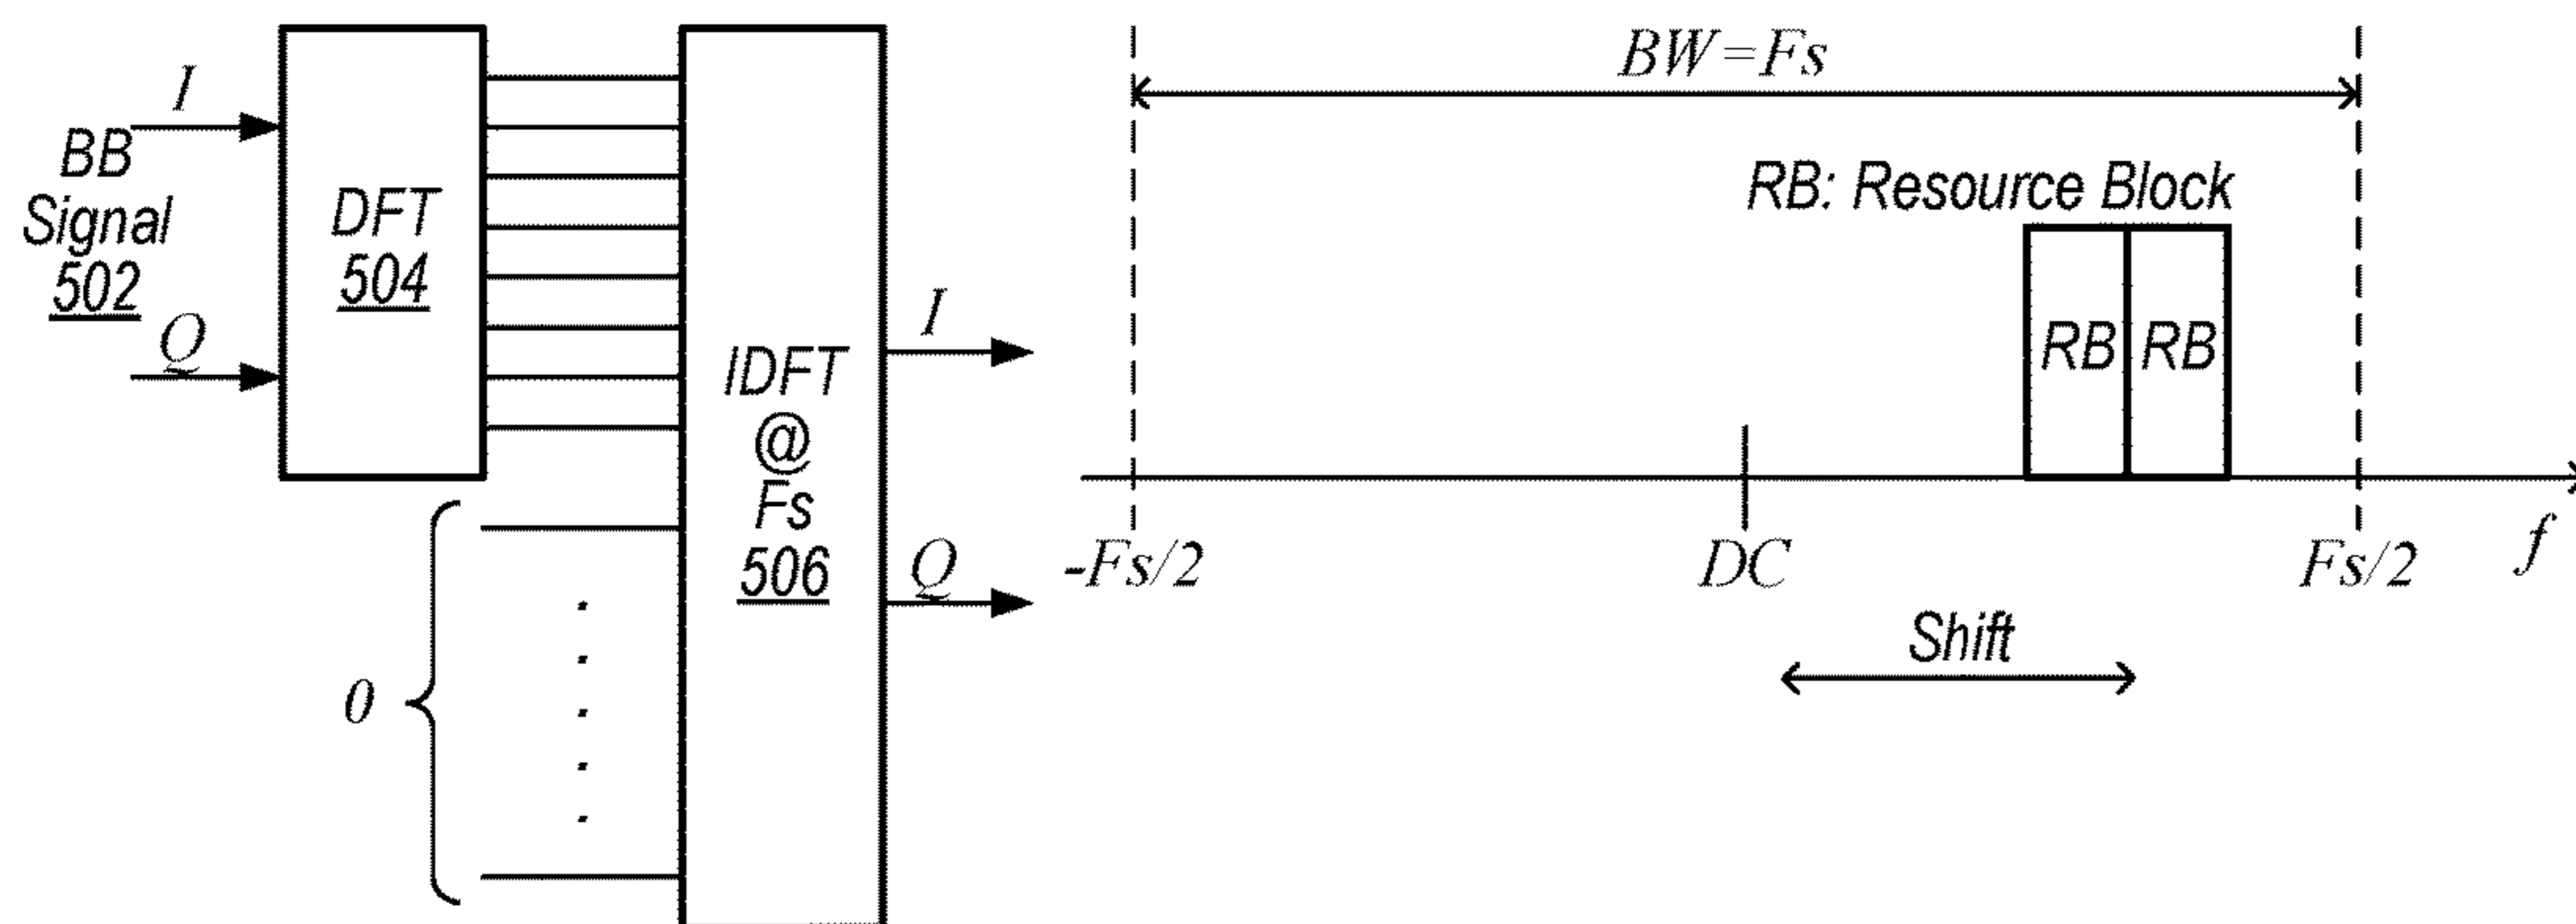 I
BB
Signal
502
Q
DFT
504
0
IDFT
@
Fs
506
I
Q
BW=Fs
RB: Resource Block
RB RB
-Fs/2
DC
Fs/2
f
Shift